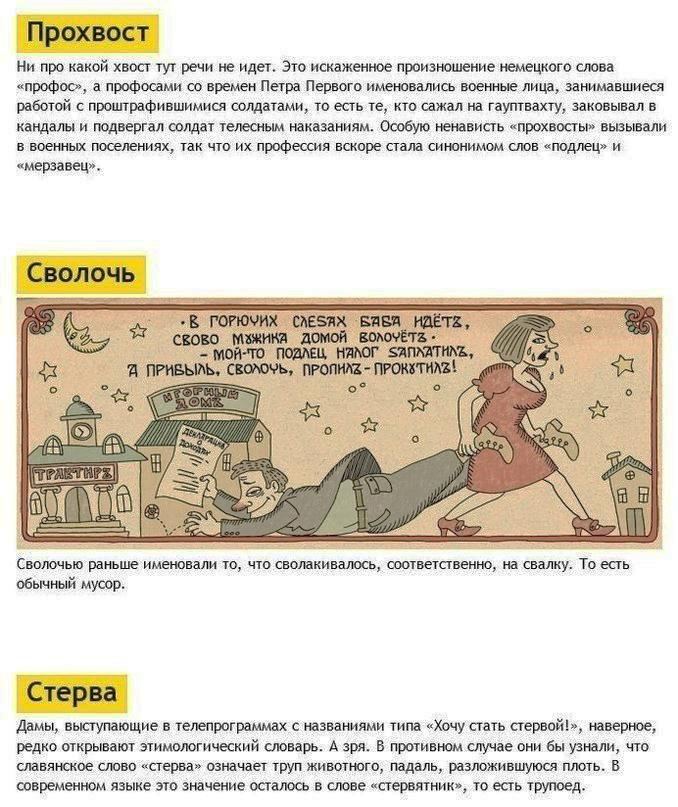 Прохвост
Ни про какой хвост тут речи не идет. Это искаженное произношение немецкого слова
«профос», а профосами со времен Петра Первого именовались военные лица, занимавшиеся
работой с проштрафившимися солдатами, то есть те, кто сажал на гауптвахту, заковывал в
кандалы и подвергал солдат телесным наказаниям. Особую ненависть «прохвосты» вызывали
в военных поселениях, так что их профессия вскоре стала синонимом слов «подлец» и
«мерзавец».
Сволочь
·В ГОРЮЧИХ СЛЕЗАХ БАБА ИДЁТЪ,
СВОВО МУЖИКА ДОМОЙ ВОЛОЧЁТЪ·
– МОЙ-ТО ПОДЛЕЦ НАЛОГ ЗАПЛАТИЛЪ,
А ПРИБЫЛЬ, СВОЛОЧЬ, ПРОПИЛЪ-ПРОКУТИЛЪ!
ИГОРНЫЙ
ДОМЪ
ДЕКЛАРАЦИЯ
О
ДОХОДАХ
ТРАКТИРЪ
Сволочью раньше именовали то, что сволакивалось, соответственно, на свалку. То есть
обычный мусор.
Стерва
Дамы, выступающие в телепрограммах с названиями типа «Хочу стать стервой!», наверное,
редко открывают этимологический словарь. А зря. В противном случае они бы узнали, что
славянское слово «стерва» означает труп животного, падаль, разложившуюся плоть. В
современном языке это значение осталось в слове «стервятник», то есть трупоед.